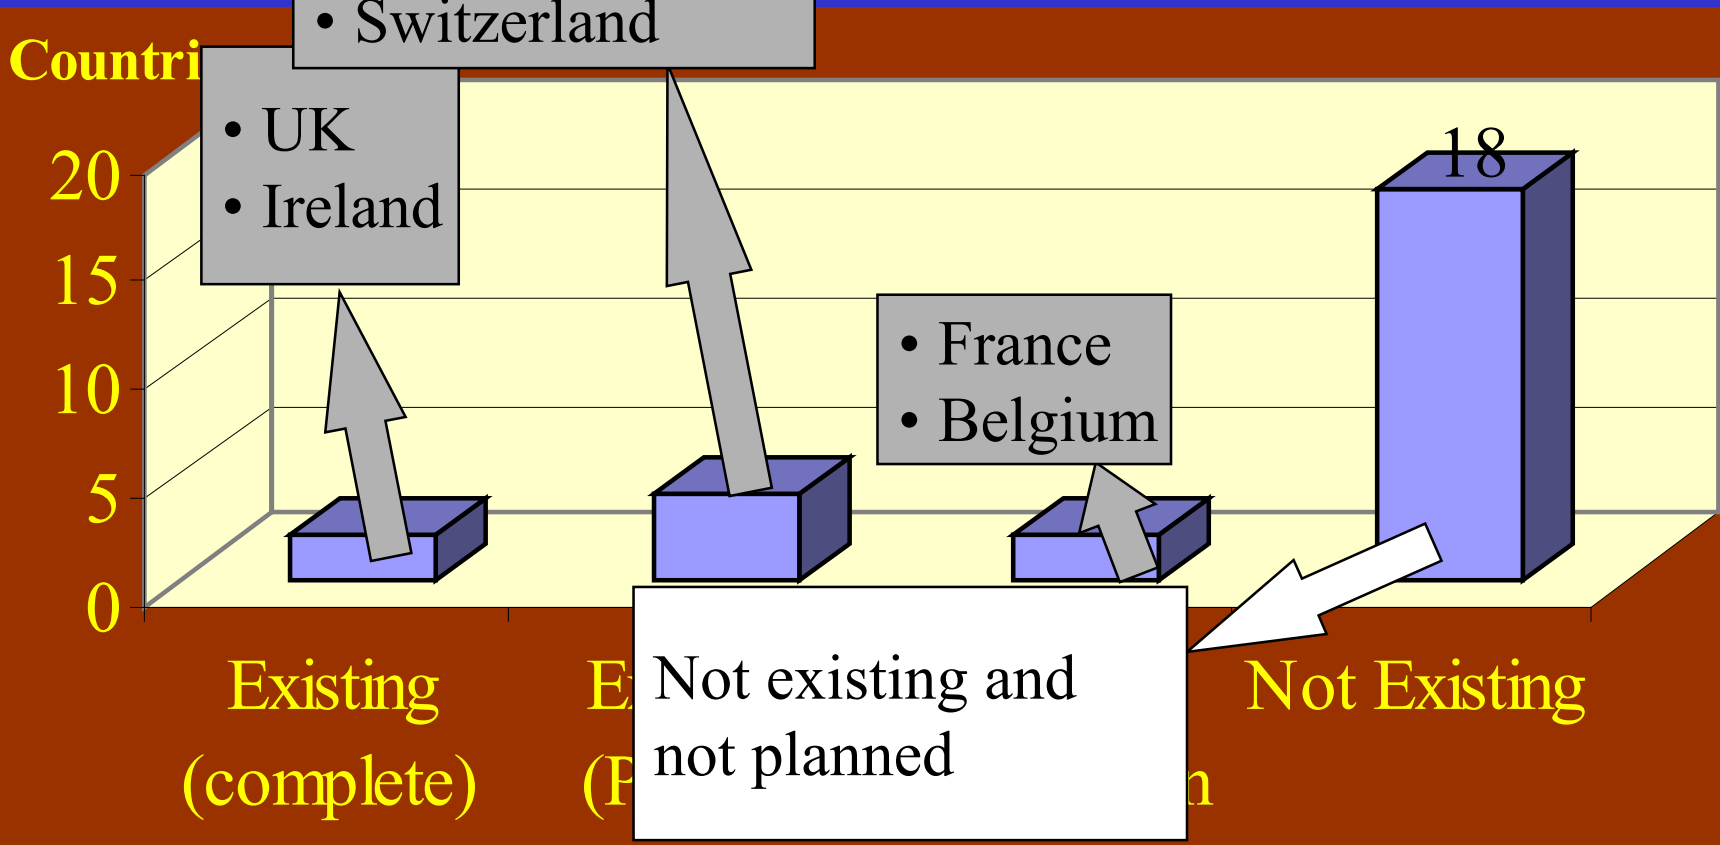 • Switzerland
Countri
• UK
• Ireland
20
15
10
5
0
18
• France
• Belgium
Existing
(complete)
Not existing and
not planned
Not Existing